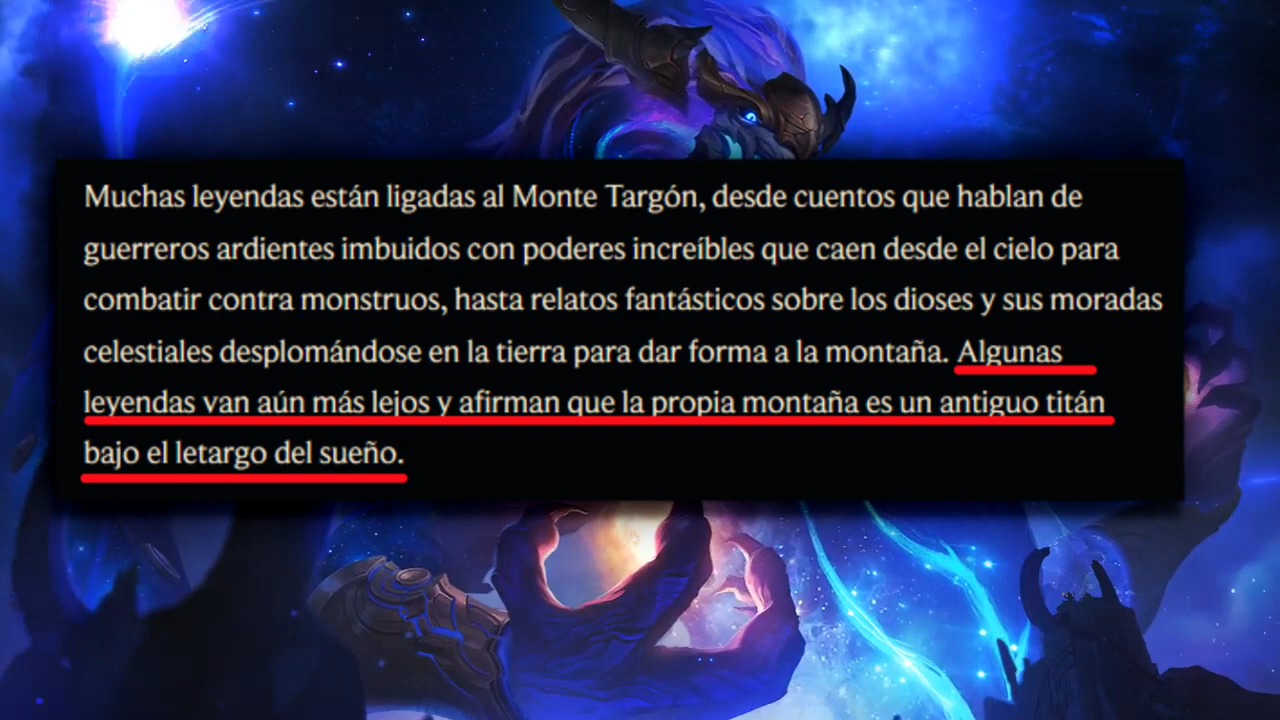 Muchas leyendas están ligadas al Monte Targón, desde cuentos que hablan de
guerreros ardientes imbuidos con poderes increíbles que caen desde el cielo para
combatir contra monstruos, hasta relatos fantásticos sobre los dioses y sus moradas
celestiales desplomándose en la tierra para dar forma a la montaña. Algunas
leyendas van aún más lejos y afirman que la propia montaña es un antiguo titán
bajo el letargo del sueño.